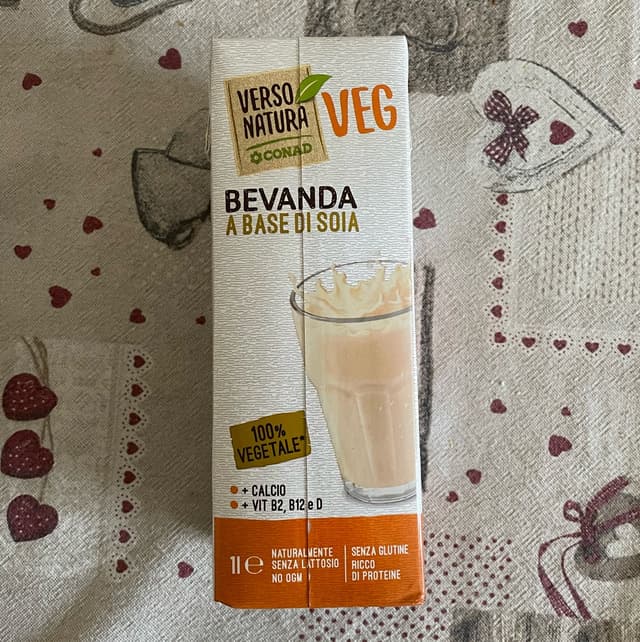 VERSO
NATURA
CONAD
VEG
BEVANDA
A BASE DI SOIA
100%
VEGETALE*
+ CALCIO
+ VIT B2, B12 e D
1l e
NATURALMENTE
SENZA LATTOSIO
NO OGM
SENZA GLUTINE
RICCO
DI PROTEINE